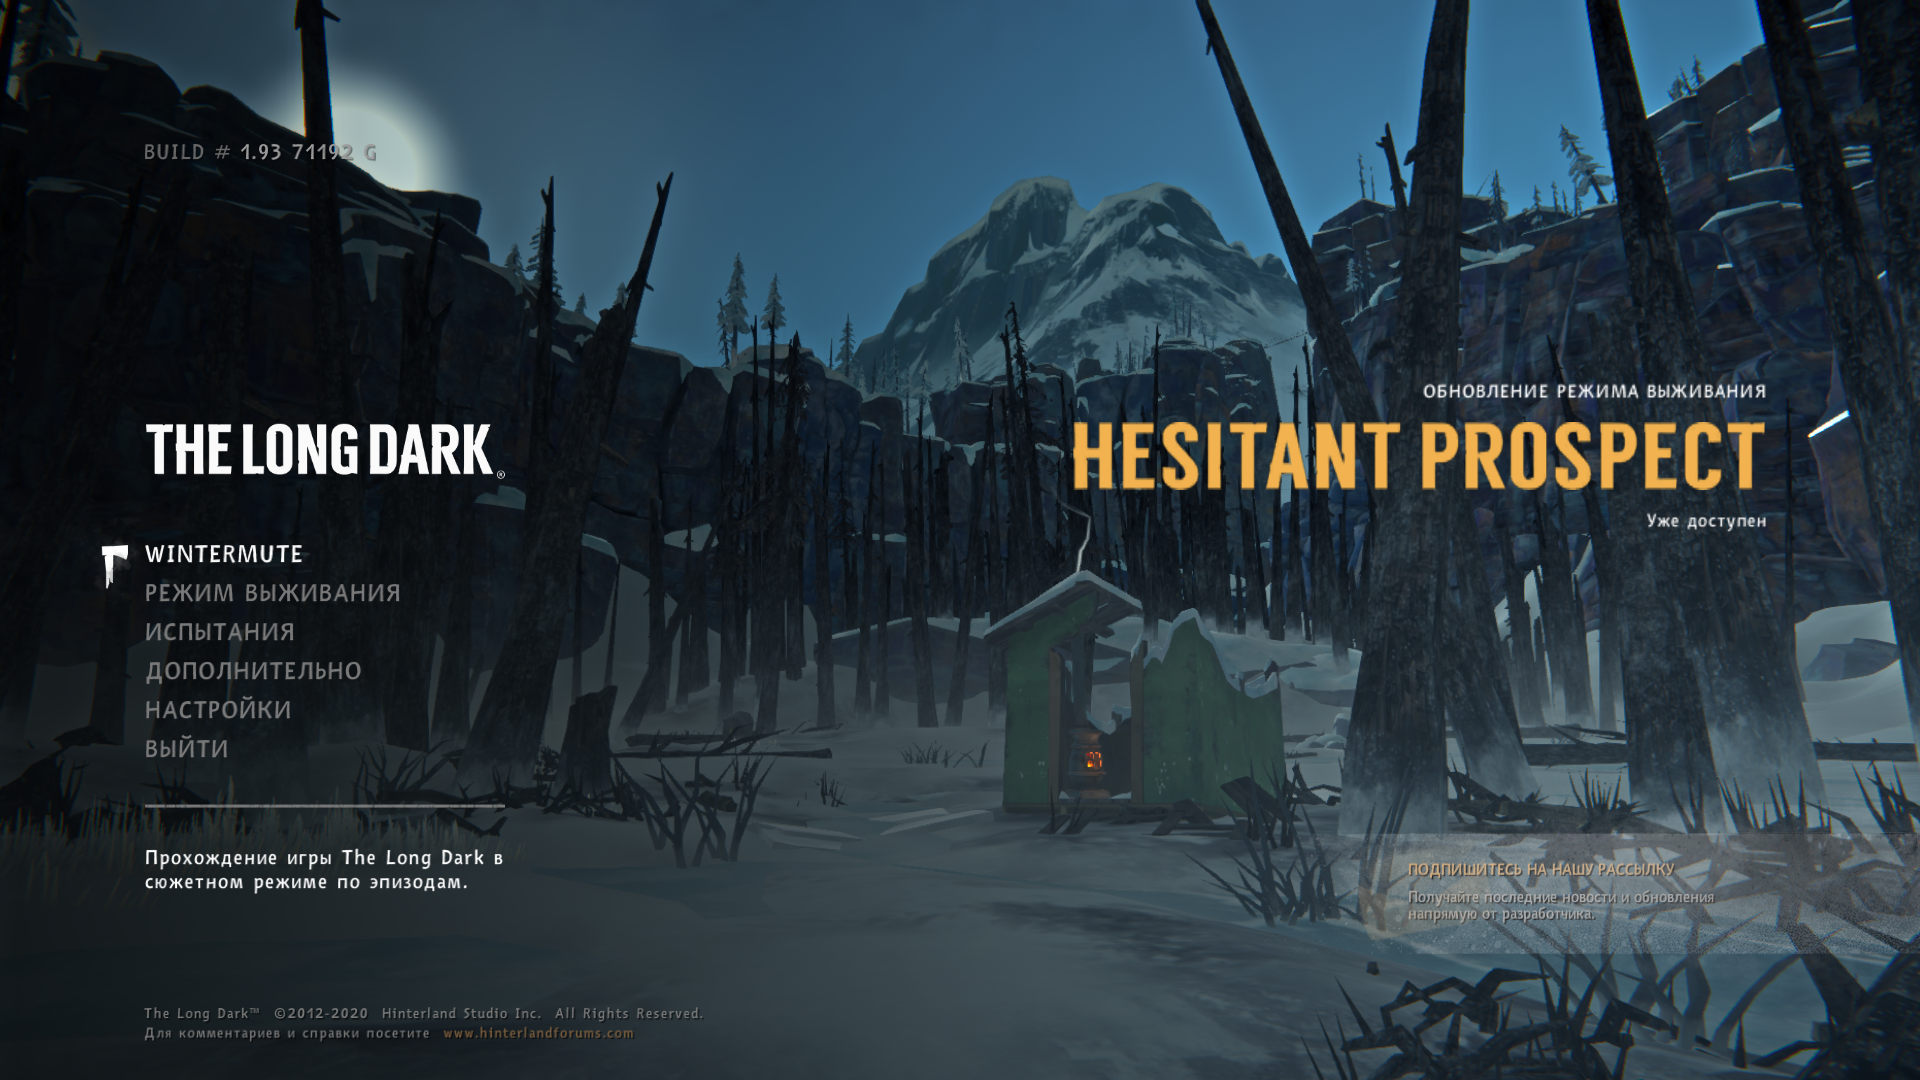 BUILD # 1.93 71192 G
THE LONG DARK®
WINTERMUTE
РЕЖИМ ВЫЖИВАНИЯ
ИСПЫТАНИЯ
ДОПОЛНИТЕЛЬНО
НАСТРОЙКИ
ВЫЙТИ
Прохождение игры The Long Dark в
сюжетном режиме по эпизодам.
ОБНОВЛЕНИЕ РЕЖИМА ВЫЖИВАНИЯ
HESITANT PROSPECT
Уже доступен
ПОДПИШИТЕСЬ НА НАШУ РАССЫЛКУ
Получайте последние новости и обновления
напрямую от разработчика.
The Long Dark™ ©2012-2020 Hinterland Studio Inc. All Rights Reserved.
Для комментариев и справки посетите www.hinterlandforums.com